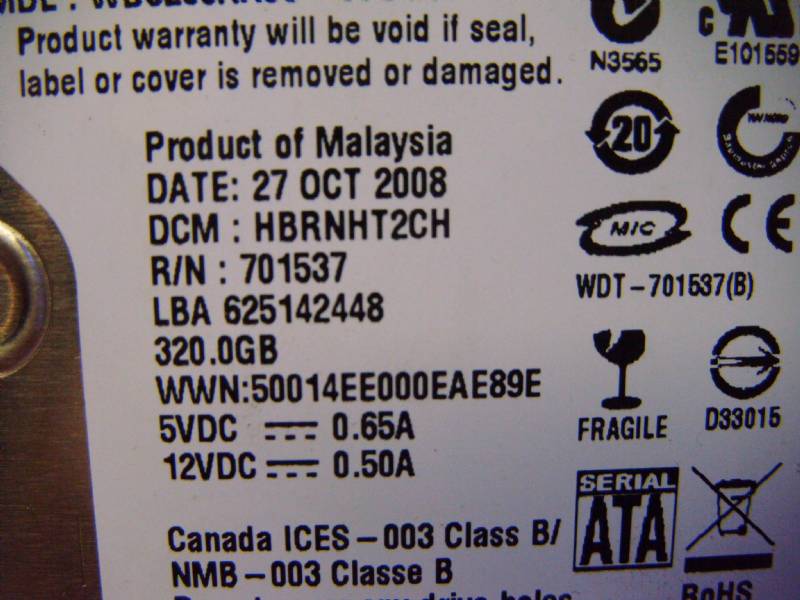 Product warranty will be void if seal,
label or cover is removed or damaged.
Product of Malaysia
DATE: 27 OCT 2008
DCM : HBRNHT2CH
R/N : 701537
LBA 625142448
320.0GB
WWN:50014EE000EAE89E
5VDC 0.65A
12VDC 0.50A
Canada ICES-003 Class B/
NMB-003 Classe B
N3565
E101559
20
MIC
CE
WDT-701537(B)
FRAGILE
D33015
SERIAL
ATA
RoHS